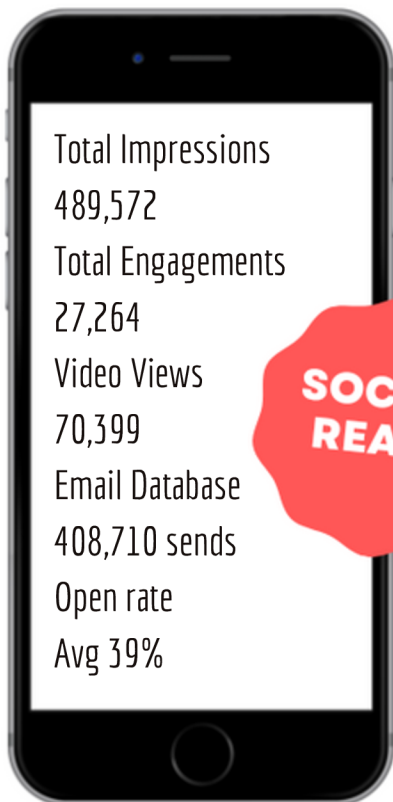 Total Impressions
489,572
Total Engagements
27,264
Video Views
70,399
Email Database
408,710 sends
Open rate
Avg 39%